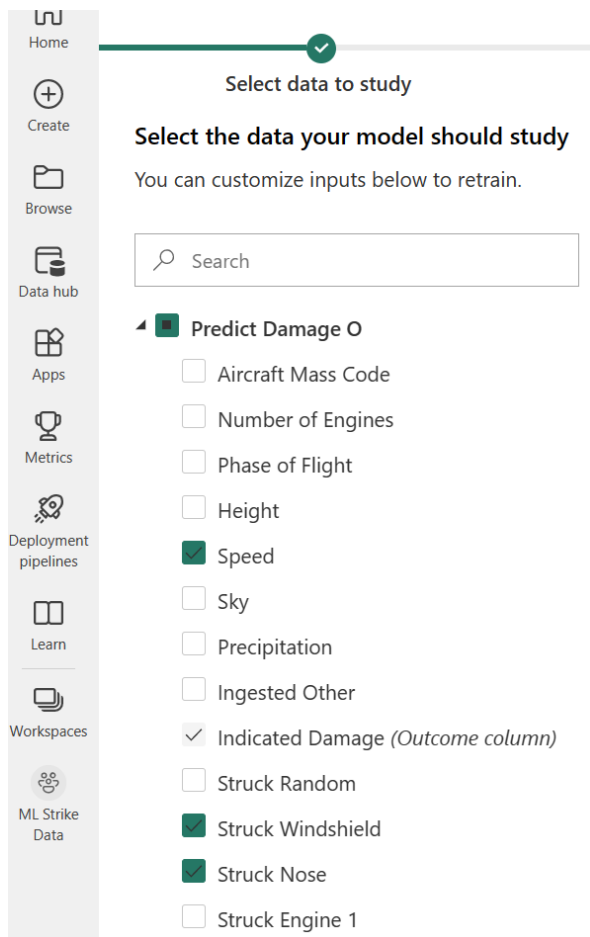 Home
Create
Browse
Data hub
Apps
Metrics
Deployment
pipelines
Learn
Workspaces
ML Strike
Data
Select data to study
Select the data your model should study
You can customize inputs below to retrain.
Search
Predict Damage O
Aircraft Mass Code
Number of Engines
Phase of Flight
Height
Speed
Sky
Precipitation
Ingested Other
Indicated Damage (Outcome column)
Struck Random
Struck Windshield
Struck Nose
Struck Engine 1